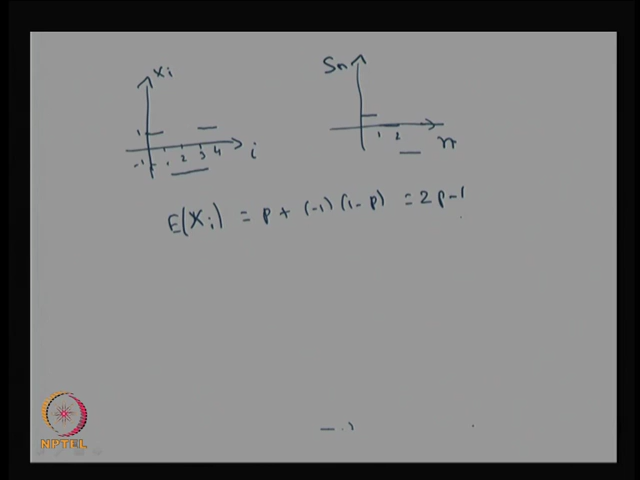 Xi
Sn
1
-1
1 2 3 4
i
1 2
n
E(Xi) = p + (-1) (1-p) = 2p-1
NPTEL